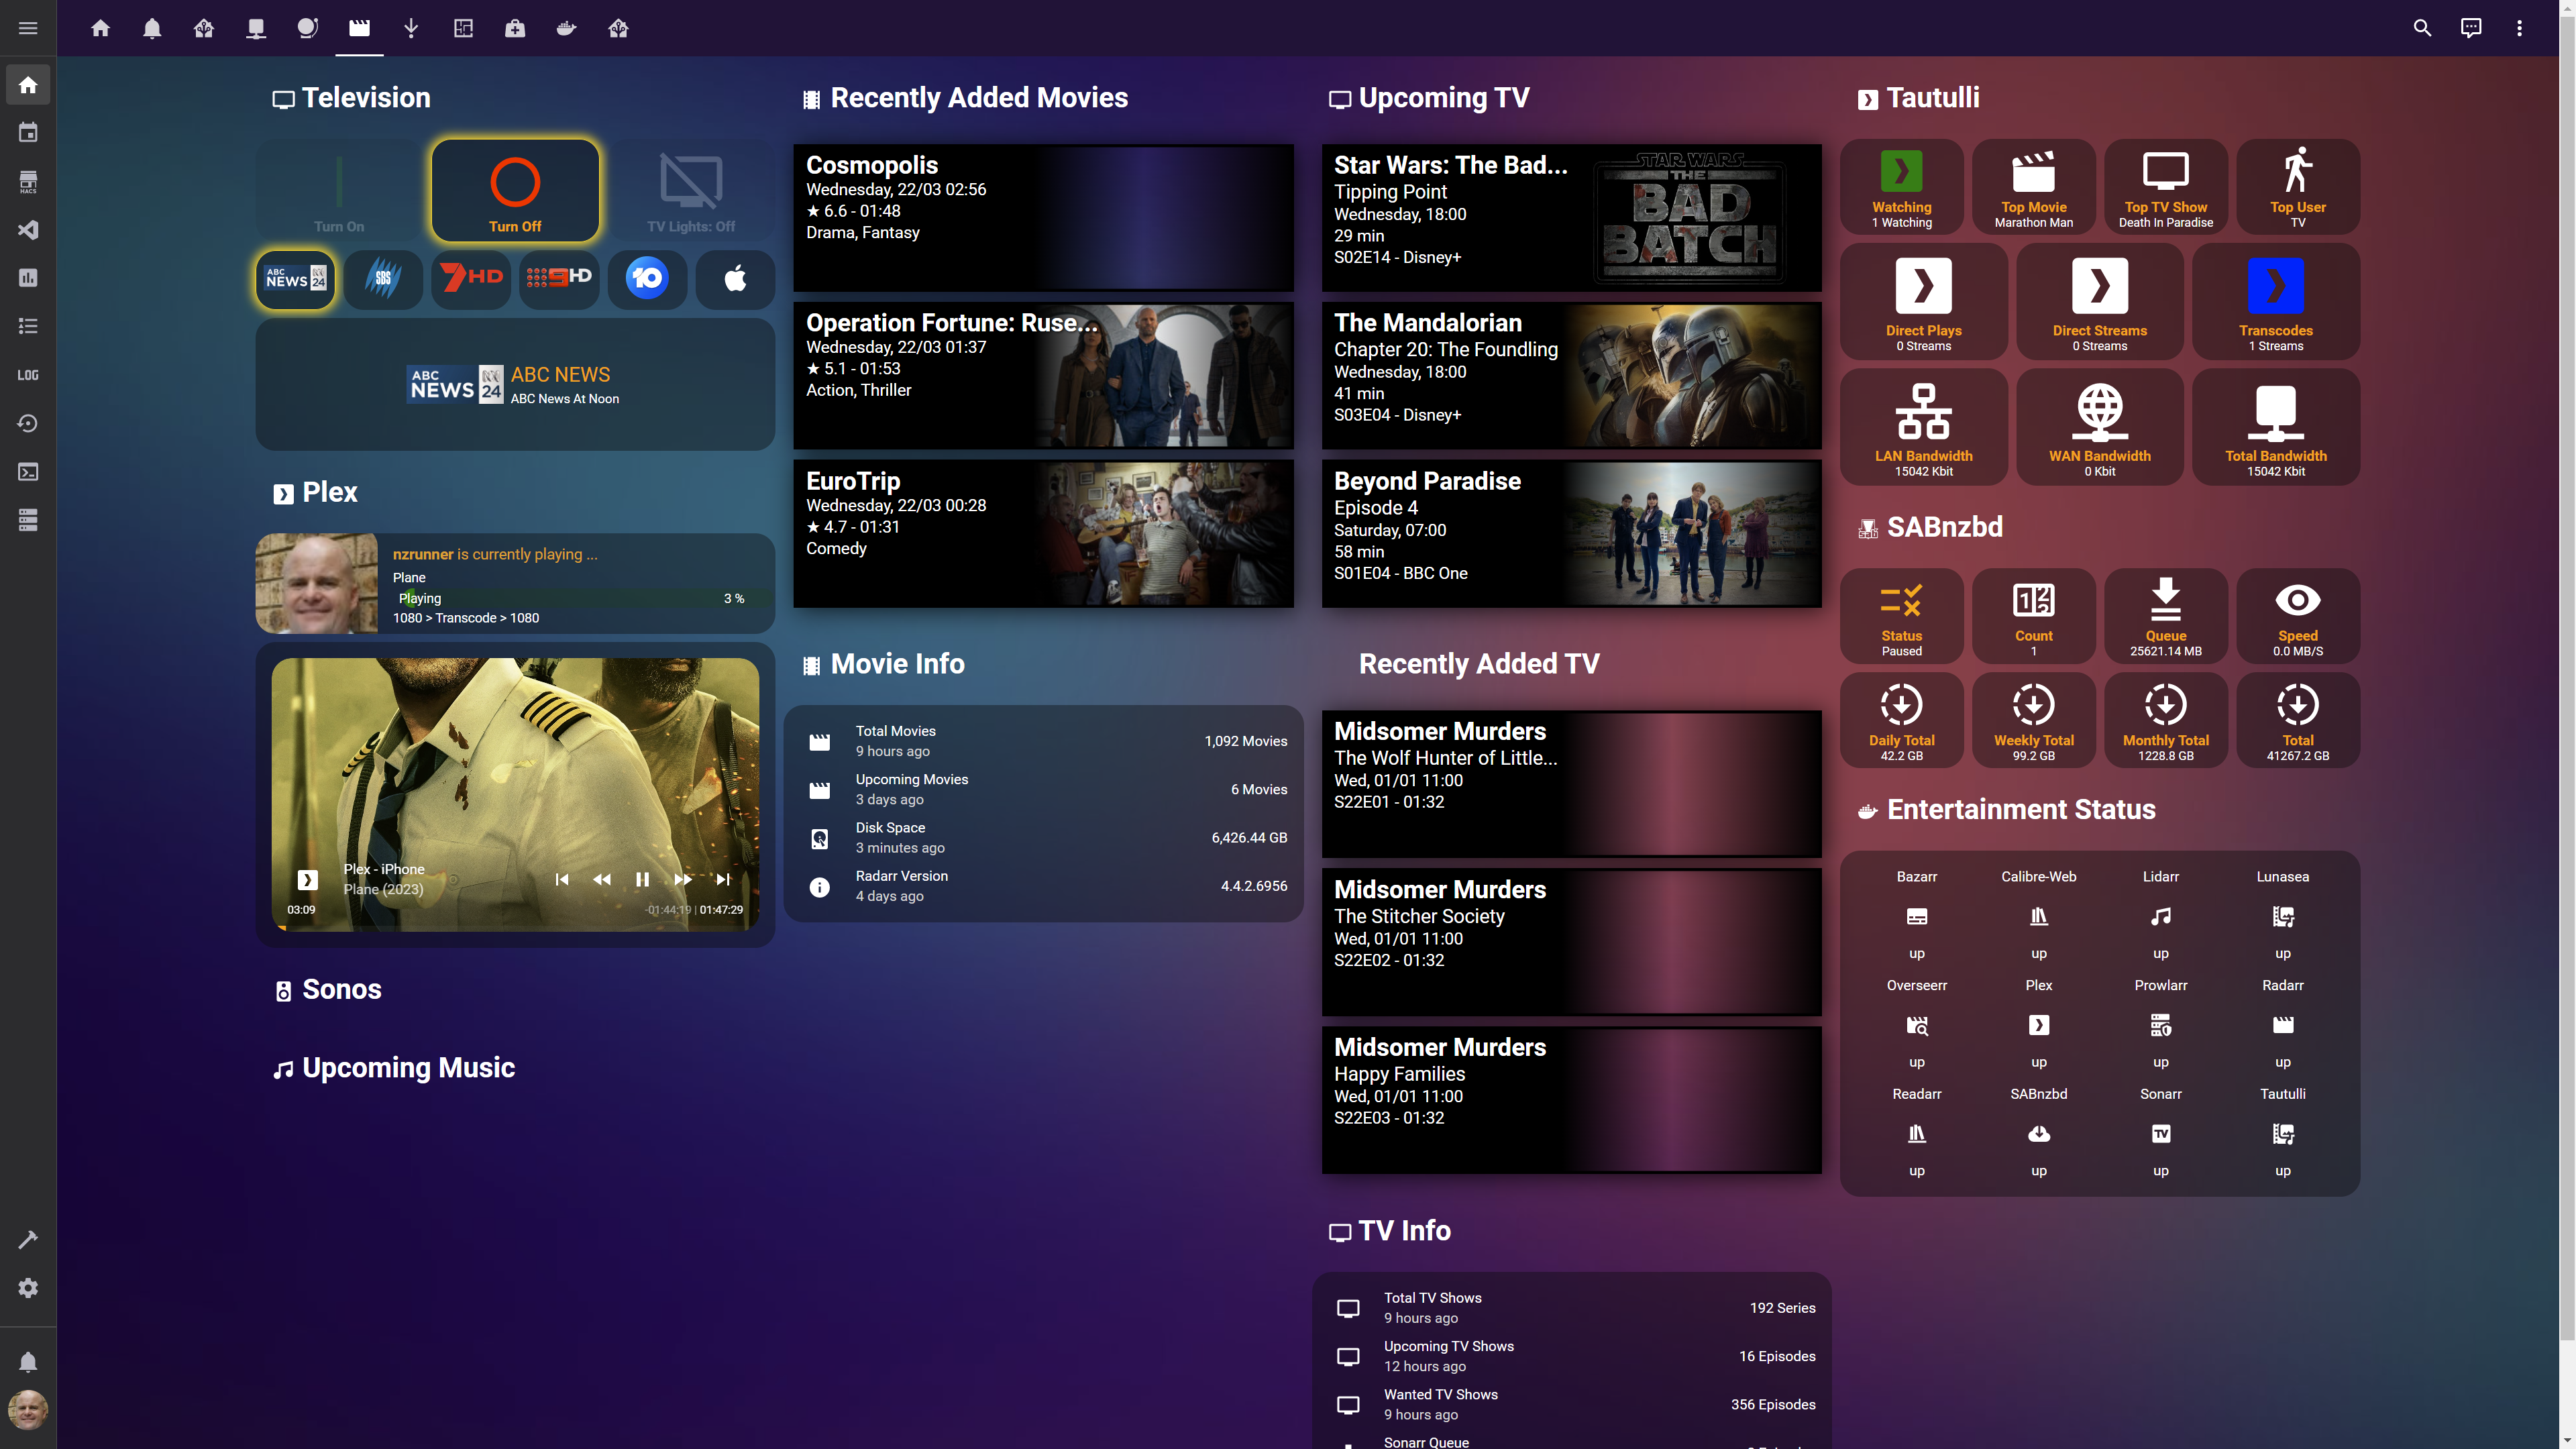 HACS
LOG
Television
Turn On
Turn Off
TV Lights: Off
ABC
NEWS 24
SBS
7HD
9HD
10
ABC
NEWS 24
ABC NEWS
ABC News At Noon
Plex
nzrunner is currently playing ...
Plane
Playing
3 %
1080 > Transcode > 1080
Plex - iPhone
Plane (2023)
03:09
-01:44:19 | 01:47:29
Sonos
Upcoming Music
Recently Added Movies
Cosmopolis
Wednesday, 22/03 02:56
★ 6.6 - 01:48
Drama, Fantasy
Operation Fortune: Ruse...
Wednesday, 22/03 01:37
★ 5.1 - 01:53
Action, Thriller
EuroTrip
Wednesday, 22/03 00:28
★ 4.7 - 01:31
Comedy
Movie Info
Total Movies
9 hours ago
1,092 Movies
Upcoming Movies
3 days ago
6 Movies
Disk Space
3 minutes ago
6,426.44 GB
Radarr Version
4 days ago
4.4.2.6956
Upcoming TV
Star Wars: The Bad...
Tipping Point
Wednesday, 18:00
29 min
S02E14 - Disney+
STAR WARS
THE
BAD
BATCH
The Mandalorian
Chapter 20: The Foundling
Wednesday, 18:00
41 min
S03E04 - Disney+
Beyond Paradise
Episode 4
Saturday, 07:00
58 min
S01E04 - BBC One
Recently Added TV
Midsomer Murders
The Wolf Hunter of Little...
Wed, 01/01 11:00
S22E01 - 01:32
Midsomer Murders
The Stitcher Society
Wed, 01/01 11:00
S22E02 - 01:32
Midsomer Murders
Happy Families
Wed, 01/01 11:00
S22E03 - 01:32
TV Info
Total TV Shows
9 hours ago
192 Series
Upcoming TV Shows
12 hours ago
16 Episodes
Wanted TV Shows
9 hours ago
356 Episodes
Sonarr Queue
Tautulli
Watching
1 Watching
Top Movie
Marathon Man
Top TV Show
Death In Paradise
Top User
TV
Direct Plays
0 Streams
Direct Streams
0 Streams
Transcodes
1 Streams
LAN Bandwidth
15042 Kbit
WAN Bandwidth
0 Kbit
Total Bandwidth
15042 Kbit
SABnzbd
Status
Paused
Count
1
Queue
25621.14 MB
Speed
0.0 MB/S
Daily Total
42.2 GB
Weekly Total
99.2 GB
Monthly Total
1228.8 GB
Total
41267.2 GB
Entertainment Status
Bazarr Calibre-Web Lidarr Lunasea
up up up up
Overseerr Plex Prowlarr Radarr
up up up up
Readarr SABnzbd Sonarr Tautulli
TV
up up up up